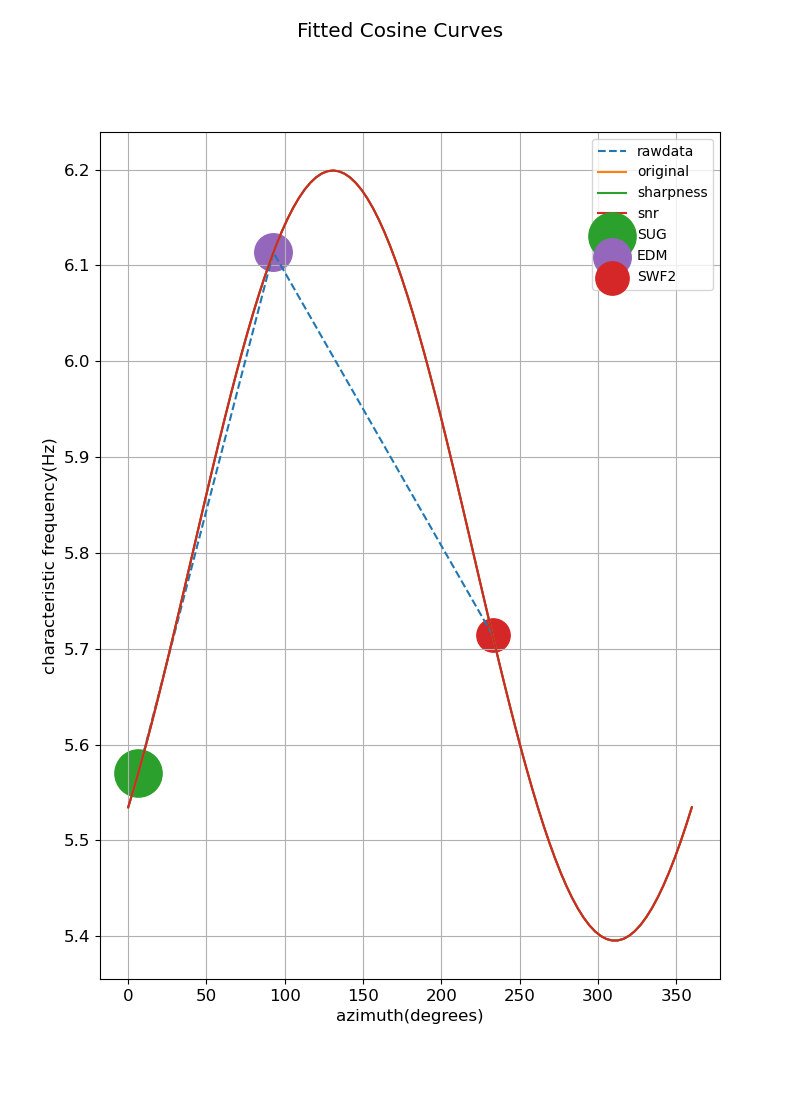 Fitted Cosine Curves
rawdata
original
sharpness
snr
SUG
EDM
SWF2
characteristic frequency(Hz)
6.2
6.1
6.0
5.9
5.8
5.7
5.6
5.5
5.4
0 50 100 150 200 250 300 350
azimuth(degrees)